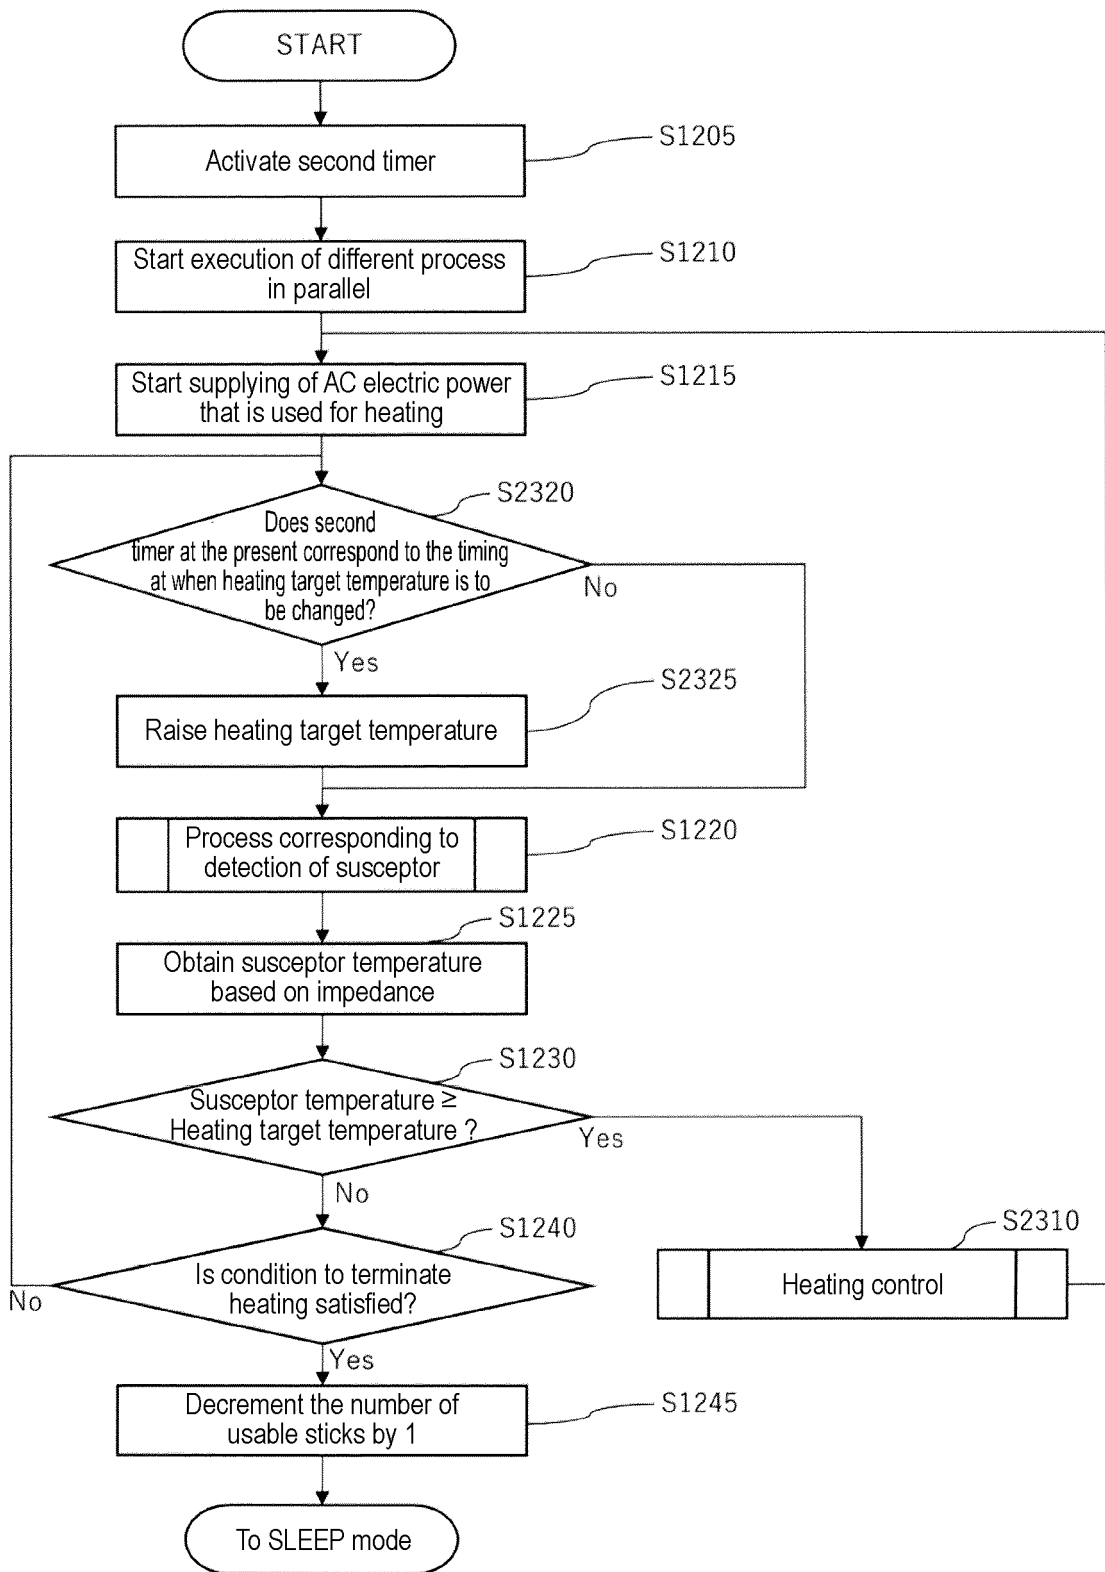 START
Activate second timer
S1205
Start execution of different process
in parallel
S1210
Start supplying of AC electric power
that is used for heating
S1215
Does second
timer at the present correspond to the timing
at when heating target temperature is to
be changed?
S2320
No
Yes
Raise heating target temperature
S2325
Process corresponding to
detection of susceptor
S1220
Obtain susceptor temperature
based on impedance
S1225
Susceptor temperature ≥
Heating target temperature ?
S1230
Yes
No
Is condition to terminate
heating satisfied?
S1240
No
Yes
Heating control
S2310
Decrement the number of
usable sticks by 1
S1245
To SLEEP mode